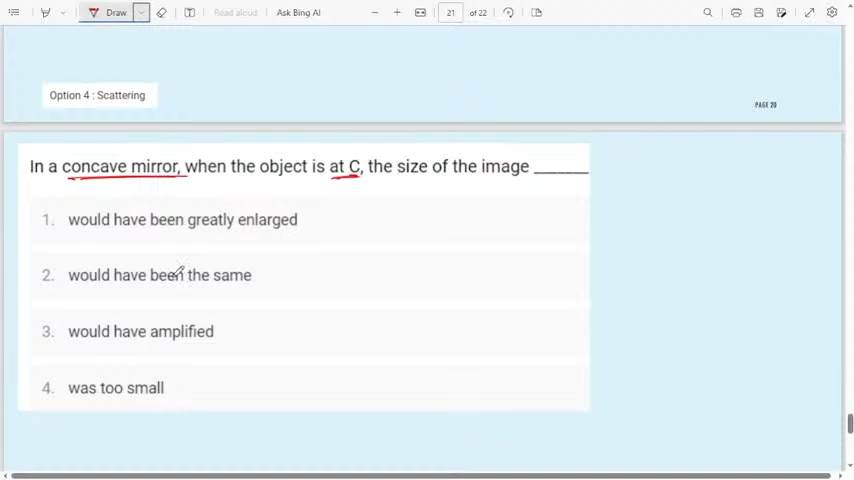 Draw
Read aloud
Ask Bing AI
21
of 22
Option 4 : Scattering
PAGE 20
In a concave mirror, when the object is at C, the size of the image ______
1. would have been greatly enlarged
2. would have been the same
3. would have amplified
4. was too small